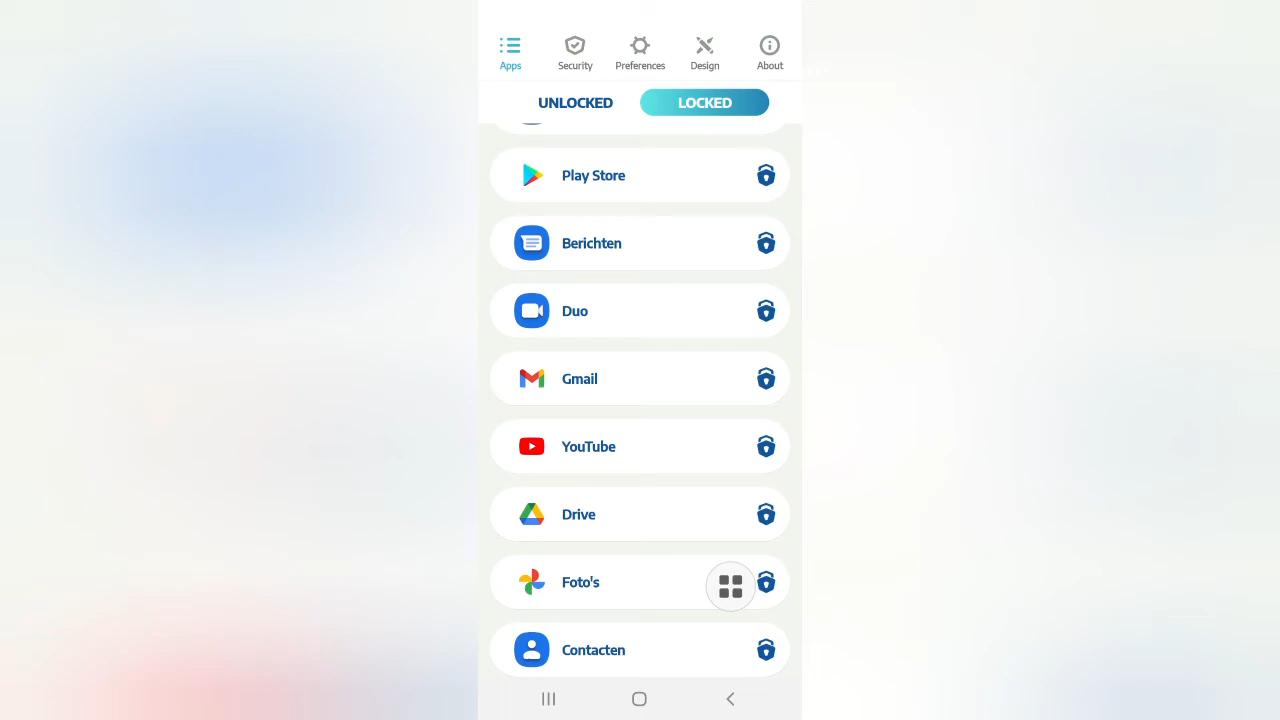 Apps
Security
Preferences
Design
About
UNLOCKED
LOCKED
Play Store
Berichten
Duo
Gmail
YouTube
Drive
Foto's
Contacten